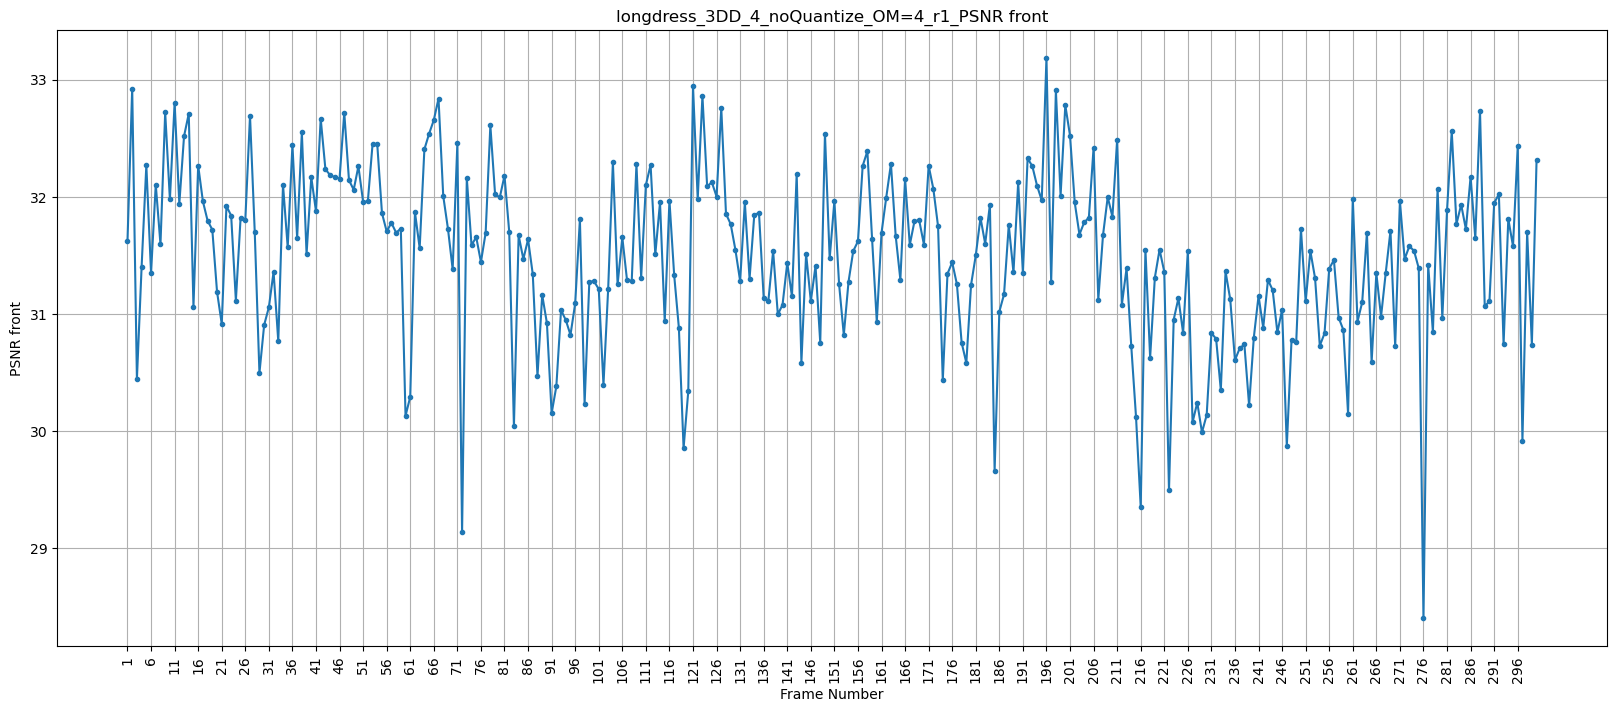 longdress_3DD_4_noQuantize_OM=4_r1_PSNR front
PSNR front
33
32
31
30
29
1 6 11 16 21 26 31 36 41 46 51 56 61 66 71 76 81 86 91 96 101 106 111 116 121 126 131 136 141 146 151 156 161 166 171 176 181 186 191 196 201 206 211 216 221 226 231 236 241 246 251 256 261 266 271 276 281 286 291 296
Frame Number